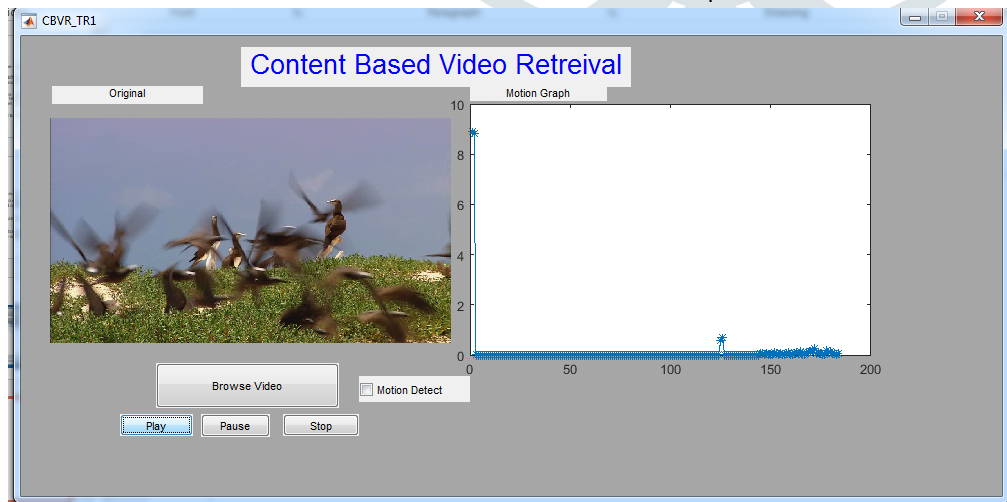 CBVR_TR1
Content Based Video Retreival
Original
Motion Graph
10
8
6
4
2
0
0 50 100 150 200
Browse Video
Motion Detect
Play Pause Stop